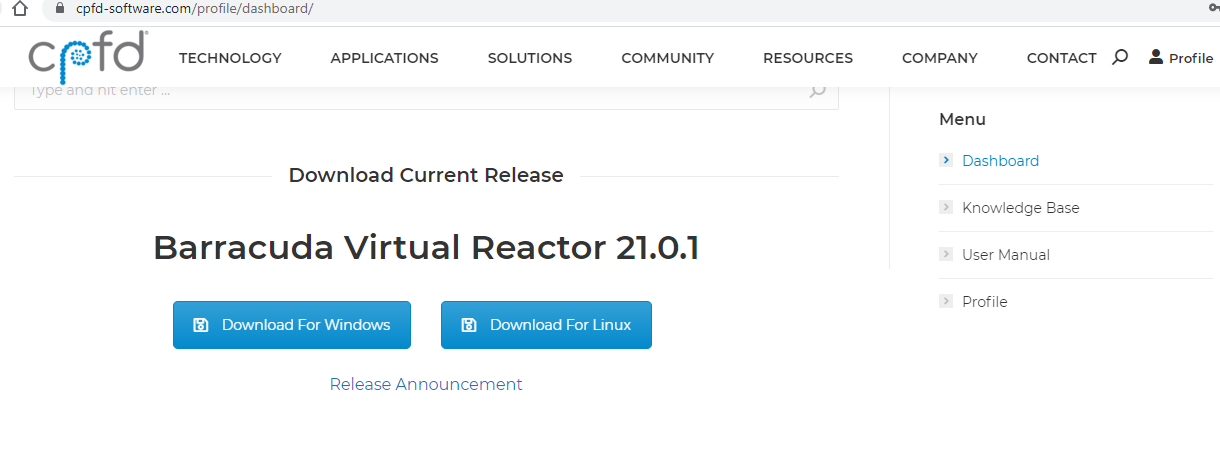 cpfd-software.com/profile/dashboard/
cpfd
TECHNOLOGY APPLICATIONS SOLUTIONS COMMUNITY RESOURCES COMPANY CONTACT Profile
Type and hit enter ...
Menu
Dashboard
Knowledge Base
User Manual
Profile
Download Current Release
Barracuda Virtual Reactor 21.0.1
Download For Windows Download For Linux
Release Announcement